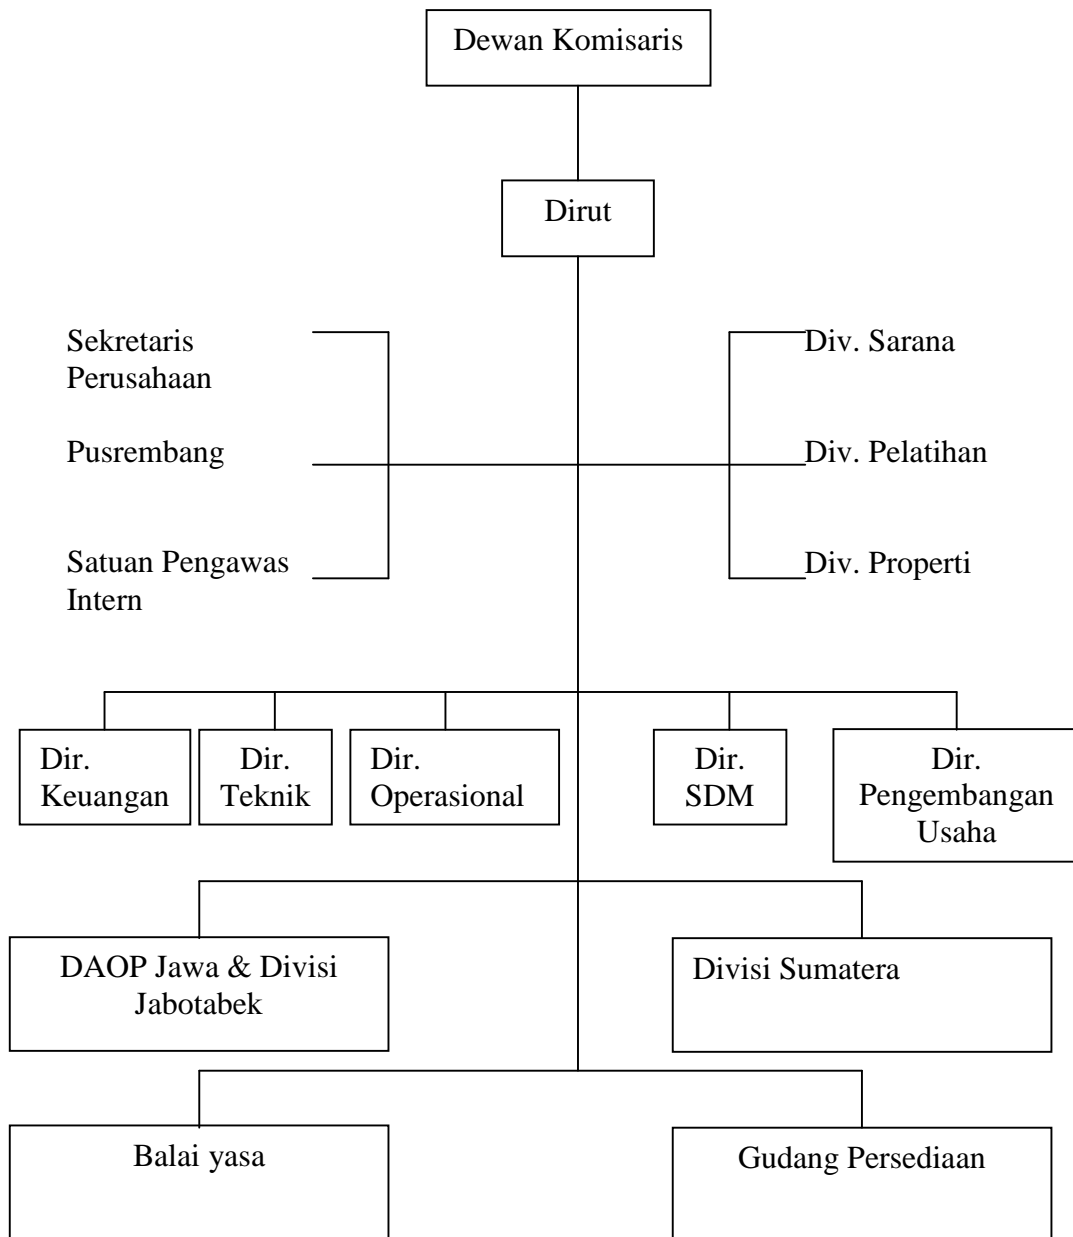 Dewan Komisaris
Dirut
Sekretaris
Perusahaan
Div. Sarana
Pusrembang
Div. Pelatihan
Satuan Pengawas
Intern
Div. Properti
Dir.
Keuangan
Dir.
Teknik
Dir.
Operasional
Dir.
SDM
Dir.
Pengembangan
Usaha
DAOP Jawa & Divisi
Jabotabek
Divisi Sumatera
Balai yasa
Gudang Persediaan